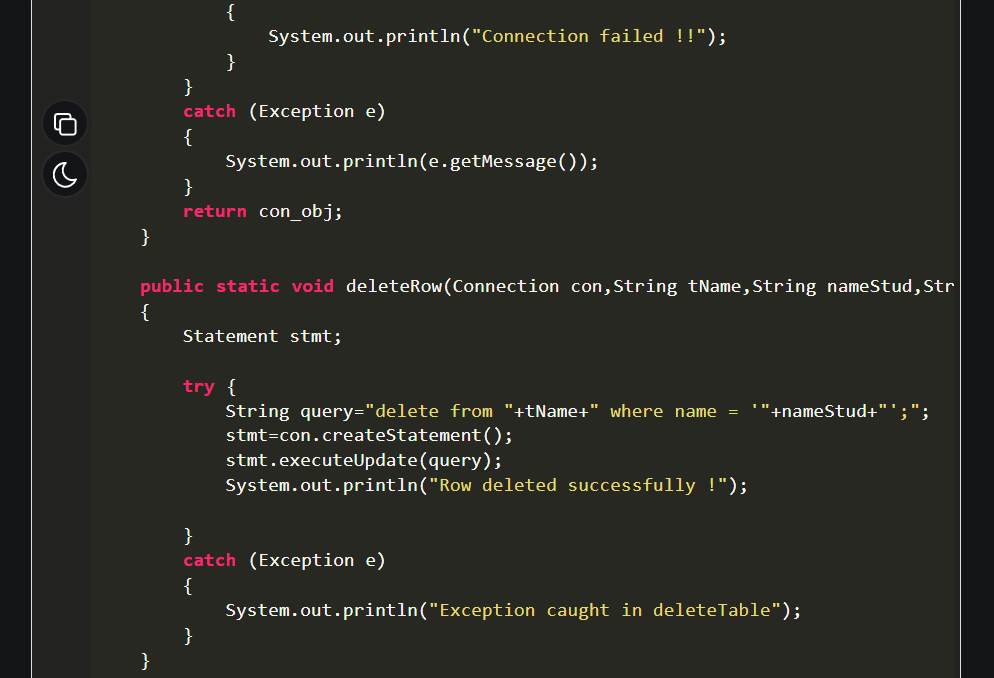 {
System.out.println("Connection failed !!");
}
}
catch (Exception e)
{
System.out.println(e.getMessage());
}
return con_obj;
}
public static void deleteRow(Connection con,String tName,String nameStud,Str
{
Statement stmt;
try {
String query="delete from "+tName+" where name = '"+nameStud+"';";
stmt=con.createStatement();
stmt.executeUpdate(query);
System.out.println("Row deleted successfully !");
}
catch (Exception e)
{
System.out.println("Exception caught in deleteTable");
}
}